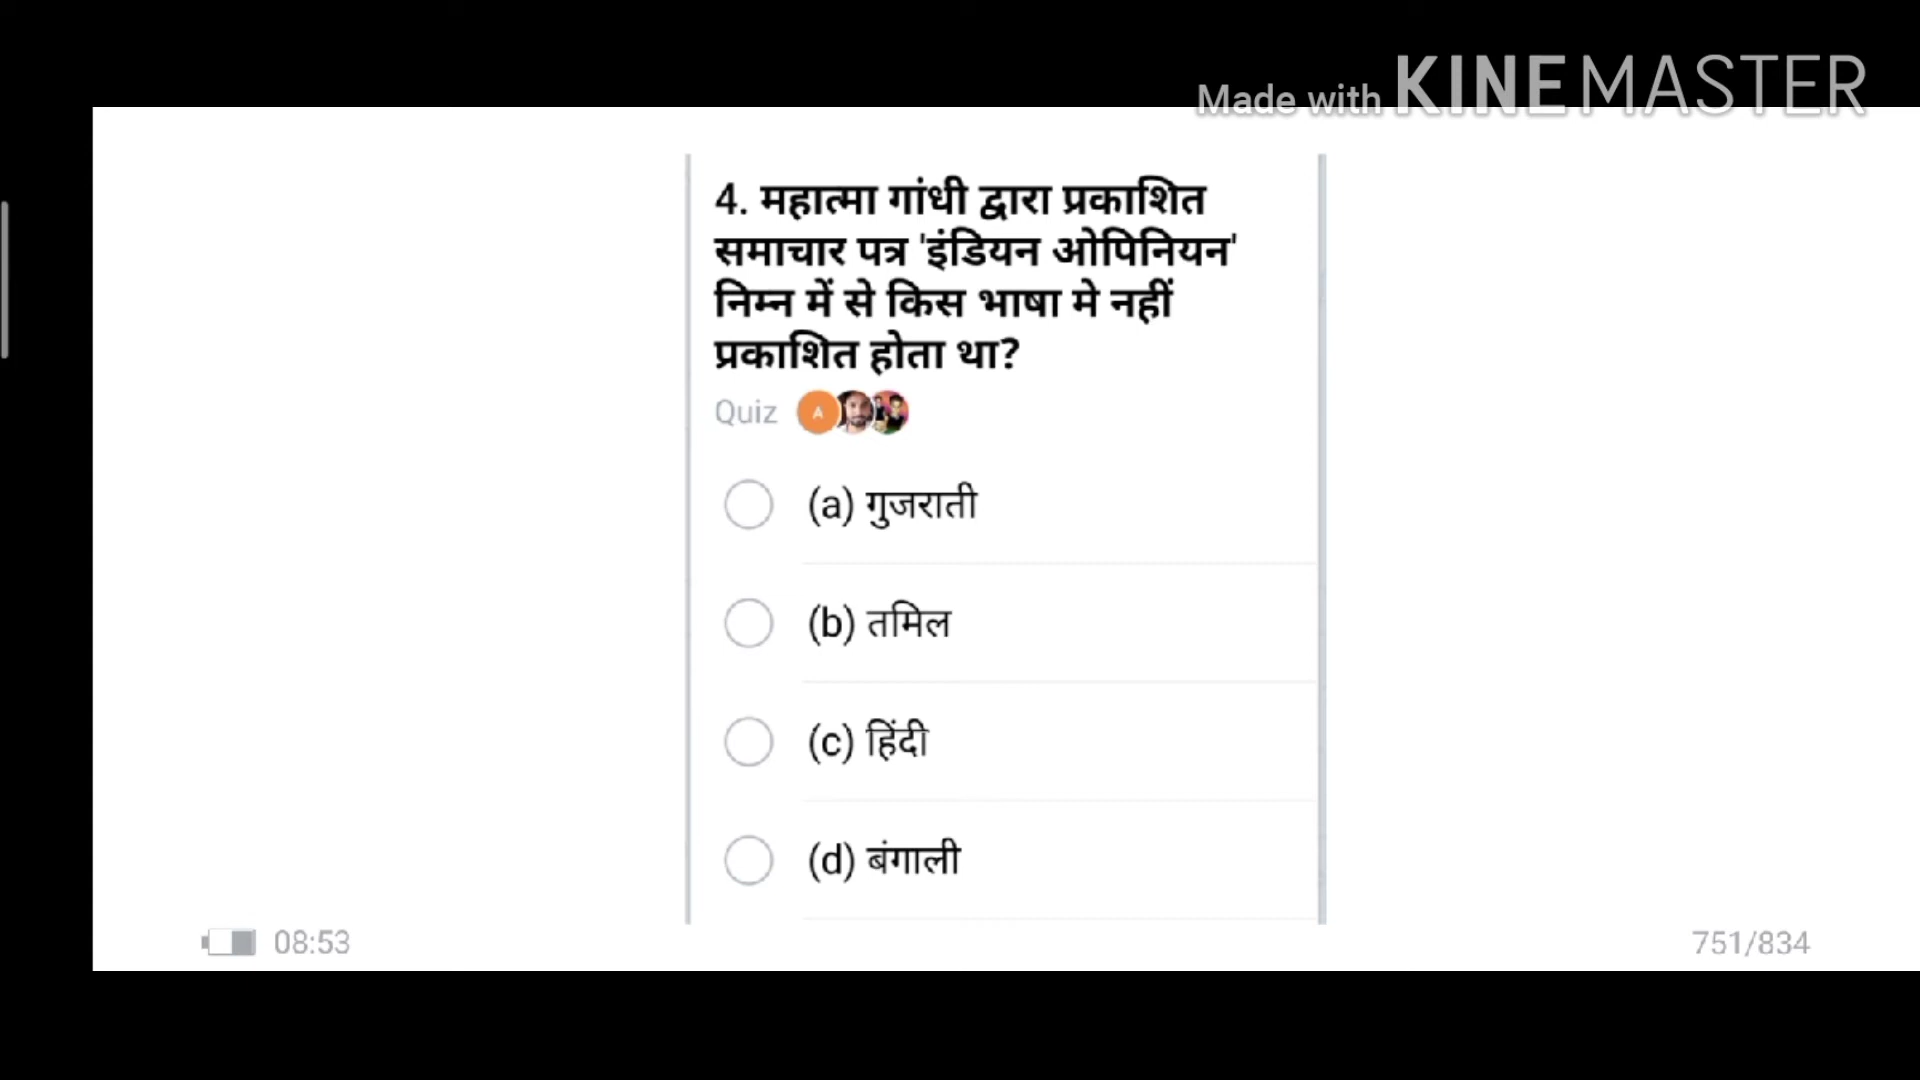 Made with KINEMASTER
4. महात्मा गांधी द्वारा प्रकाशित
समाचार पत्र 'इंडियन ओपिनियन'
निम्न में से किस भाषा मे नहीं
प्रकाशित होता था?
Quiz A
(a) गुजराती
(b) तमिल
(c) हिंदी
(d) बंगाली
08:53
751/834